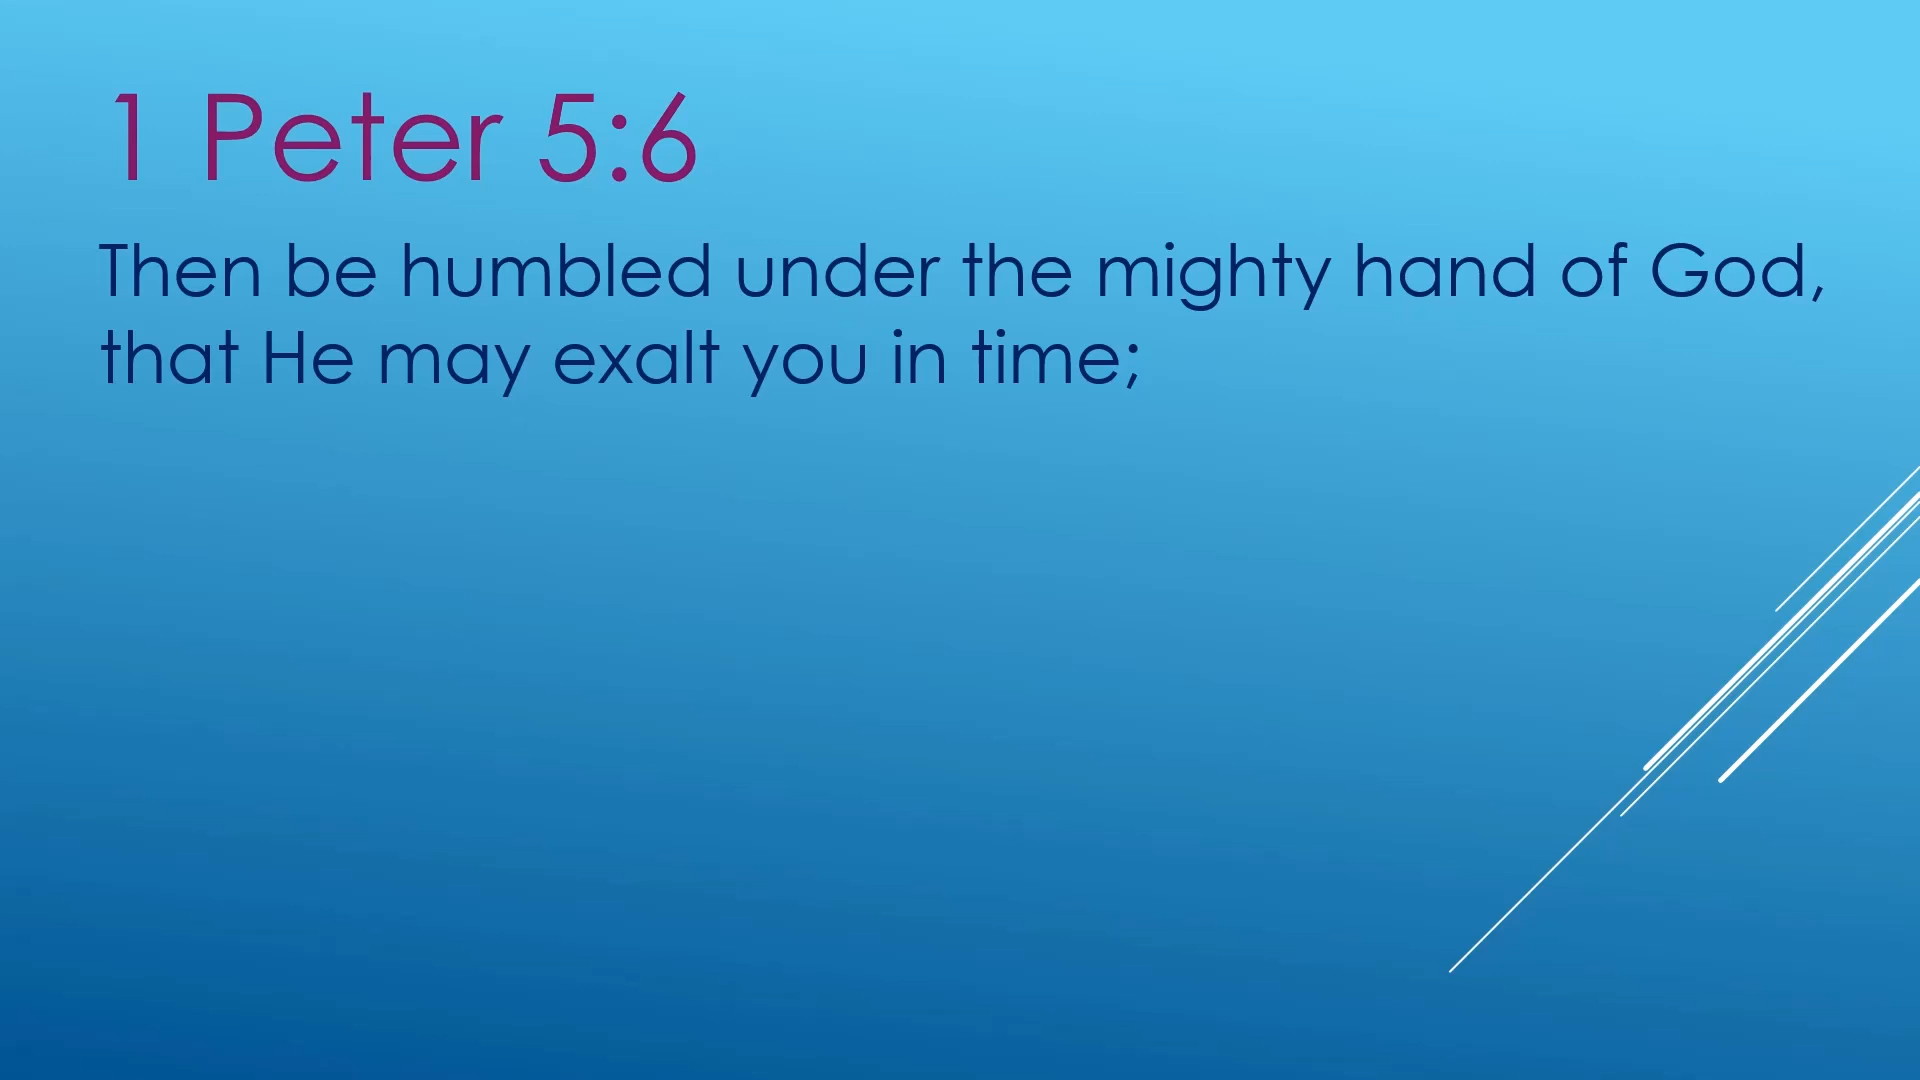 1 Peter 5:6
Then be humbled under the mighty hand of God,
that He may exalt you in time;